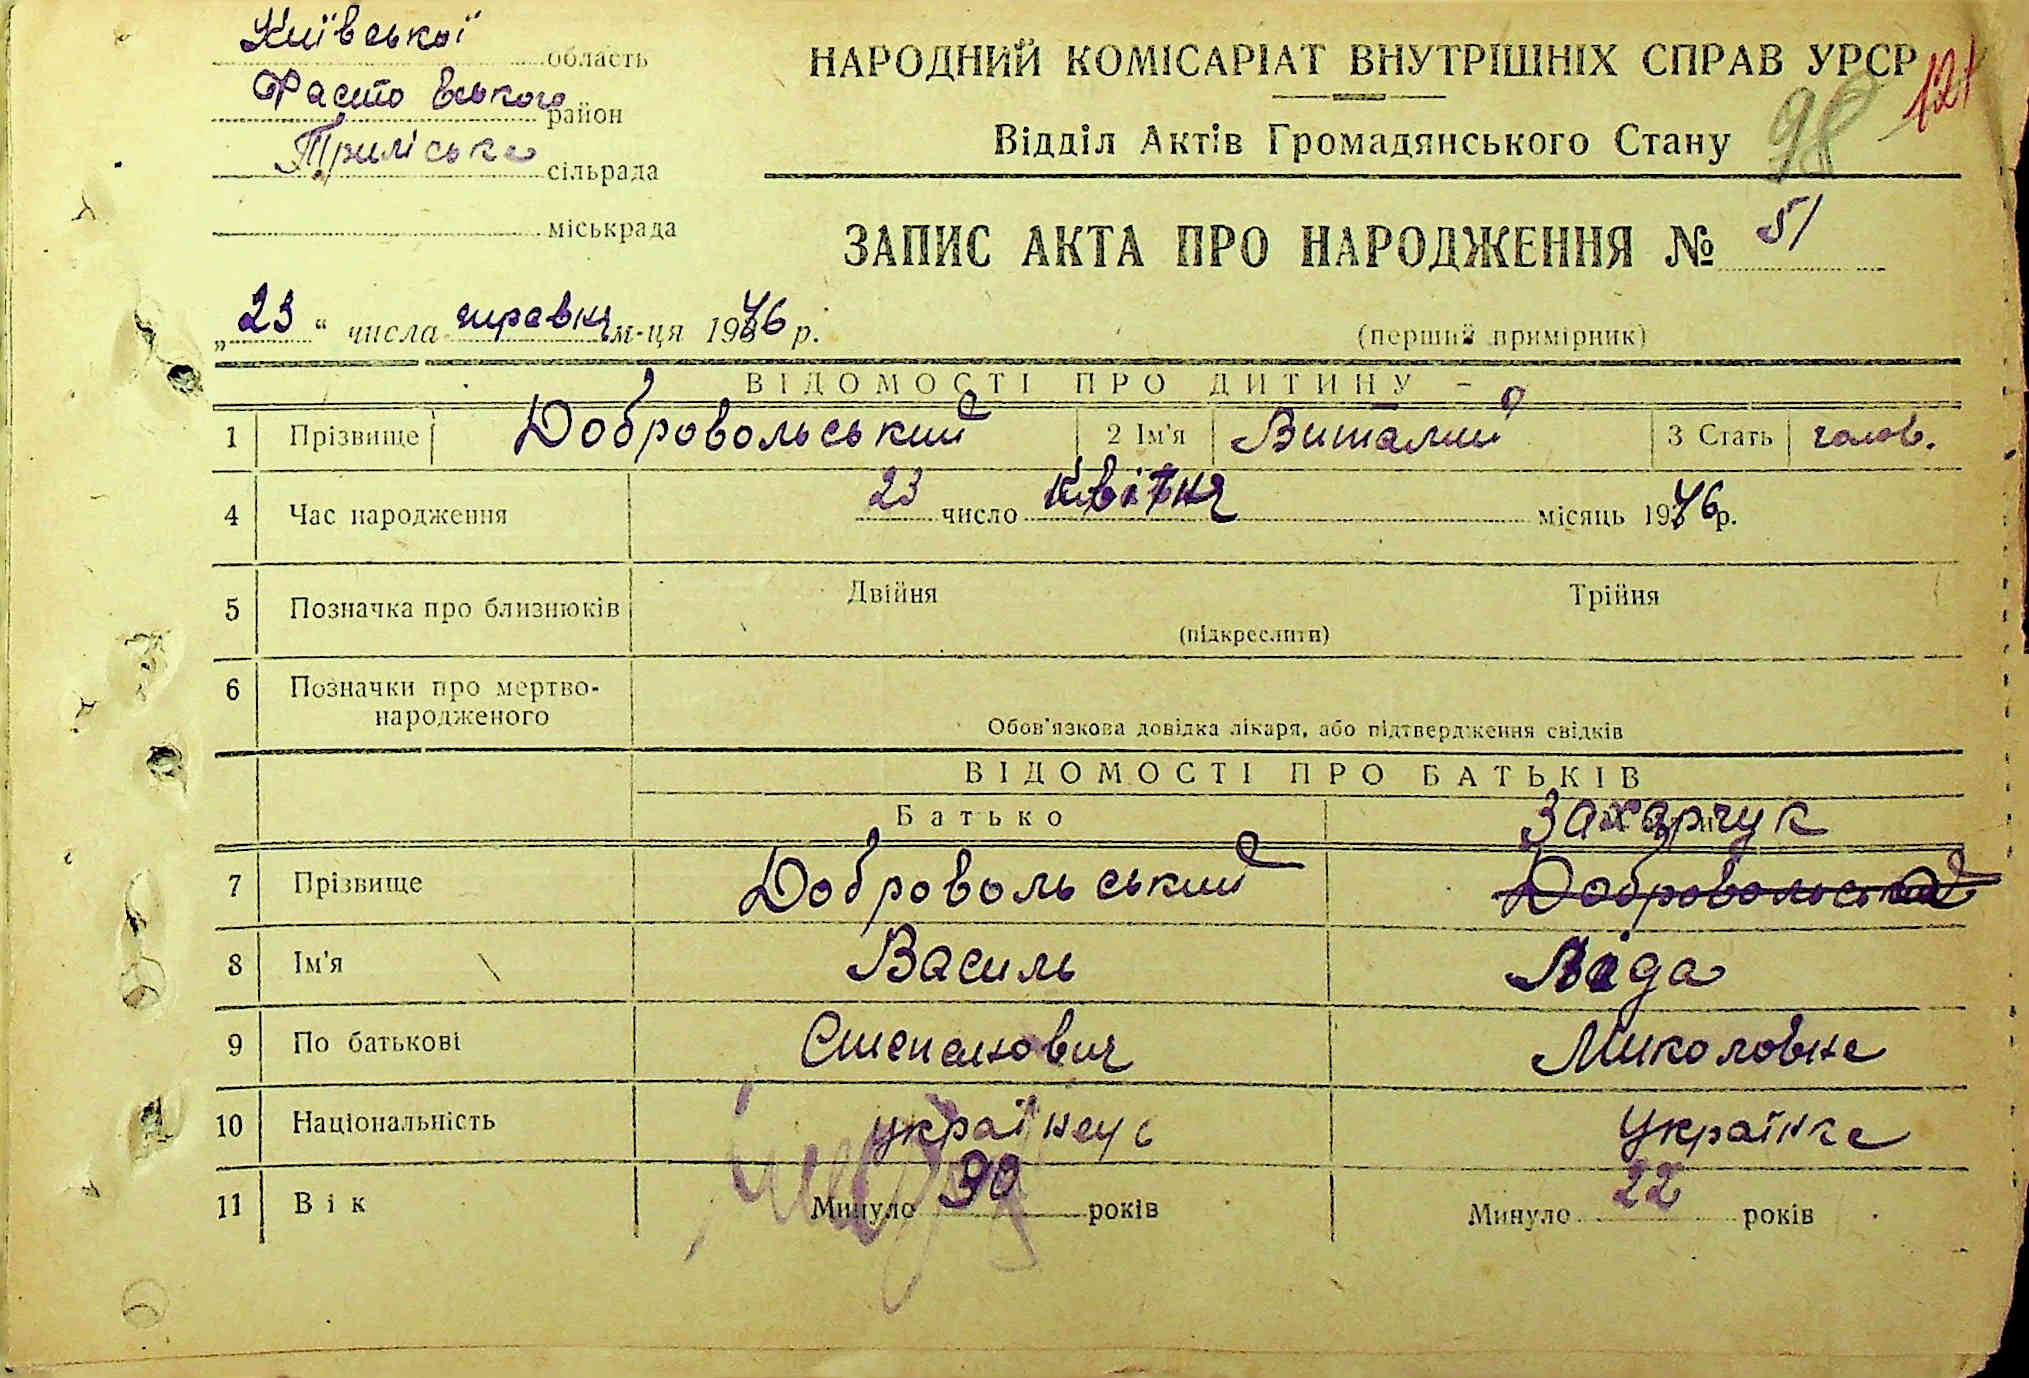 Київської область
Фастовського район
Триліська сільрада
міськрада
НАРОДНИЙ КОМІСАРІАТ ВНУТРІШНІХ СПРАВ УРСР
98 121
Відділ Актів Громадянського Стану
ЗАПИС АКТА ПРО НАРОДЖЕННЯ № 51
„23“ числа травня м-ця 1946 р.
(перший примірник)
ВІДОМОСТІ ПРО ДИТИНУ
1 Прізвище Добровольський 2 Ім'я Виталий 3 Стать чолов.
4 Час народження 23 число квітня місяць 1946 р.
5 Позначка про близнюків Двійня Трійня
(підкреслити)
6 Позначки про мертво-
народженого
Обов'язкова довідка лікаря, або підтвердження свідків
ВІДОМОСТІ ПРО БАТЬКІВ
Батько Захарчук
7 Прізвище Добровольський Добровольська
8 Ім'я Василь Ліда
9 По батькові Степанович Миколовна
10 Національність українець українка
11 Вік Минуло 30 років Минуло 22 років